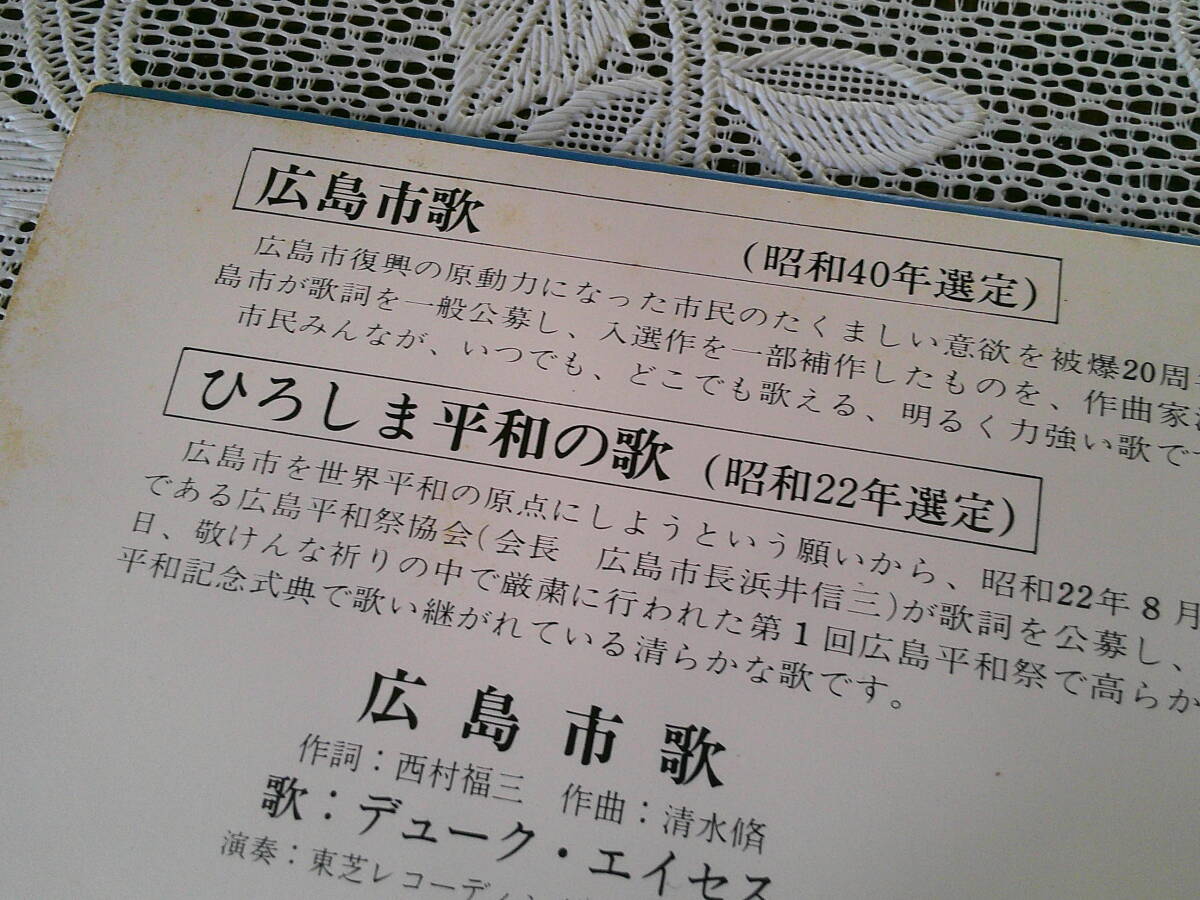 広島市歌
(昭和40年選定)
広島市復興の原動力になった市民のたくましい意欲を被爆20周
島市が歌詞を一般公募し、入選作を一部補作したものを、作曲家
市民みんなが、いつでも、どこでも歌える、明るく力強い歌で
ひろしま平和の歌 (昭和22年選定)
広島市を世界平和の原点にしようという願いから、昭和22年8月
である広島平和祭協会(会長 広島市長浜井信三)が歌詞を公募し、
日、敬けんな祈りの中で厳粛に行われた第1回広島平和祭で高らか
平和記念式典で歌い継がれている清らかな歌です。
広島市歌
作詞：西村福三 作曲：清水脩
歌：デューク・エイセス
演奏：東芝レコーディン